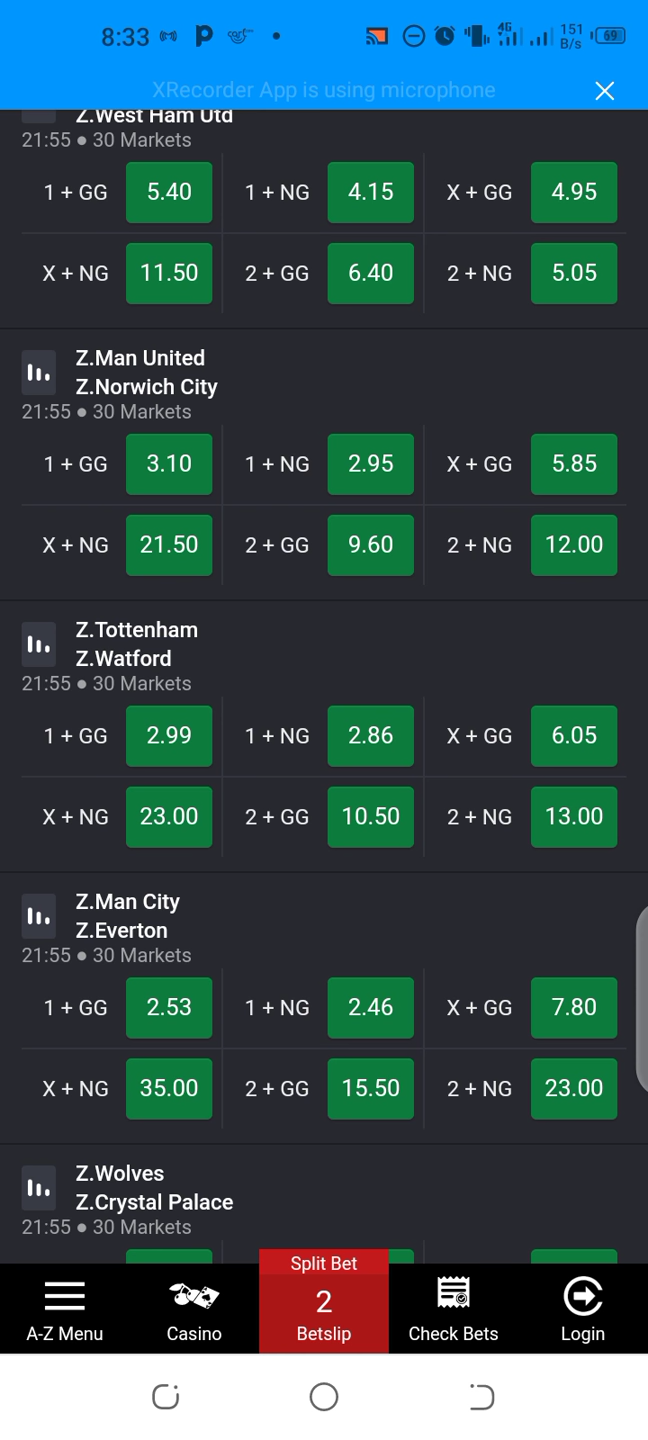 8:33 4G 151 B/s 69
XRecorder App is using microphone
Z.West Ham Utd
21:55 • 30 Markets
1 + GG 5.40 1 + NG 4.15 X + GG 4.95
X + NG 11.50 2 + GG 6.40 2 + NG 5.05
Z.Man United
Z.Norwich City
21:55 • 30 Markets
1 + GG 3.10 1 + NG 2.95 X + GG 5.85
X + NG 21.50 2 + GG 9.60 2 + NG 12.00
Z.Tottenham
Z.Watford
21:55 • 30 Markets
1 + GG 2.99 1 + NG 2.86 X + GG 6.05
X + NG 23.00 2 + GG 10.50 2 + NG 13.00
Z.Man City
Z.Everton
21:55 • 30 Markets
1 + GG 2.53 1 + NG 2.46 X + GG 7.80
X + NG 35.00 2 + GG 15.50 2 + NG 23.00
Z.Wolves
Z.Crystal Palace
21:55 • 30 Markets
Split Bet
2
A-Z Menu Casino Betslip Check Bets Login